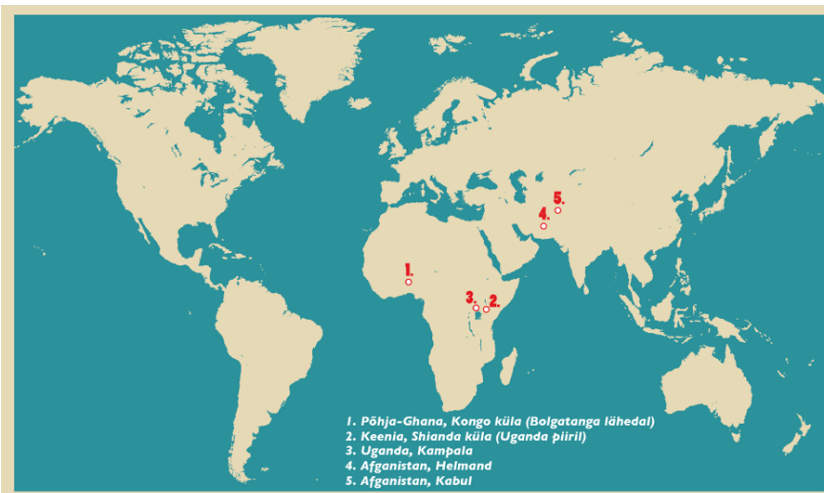 5.
4.
1.
3.
2.
1. Põhja-Ghana, Kongo küla (Bolgatanga lähedal)
2. Keenia, Shianda küla (Uganda piiril)
3. Uganda, Kampala
4. Afganistan, Helmand
5. Afganistan, Kabul